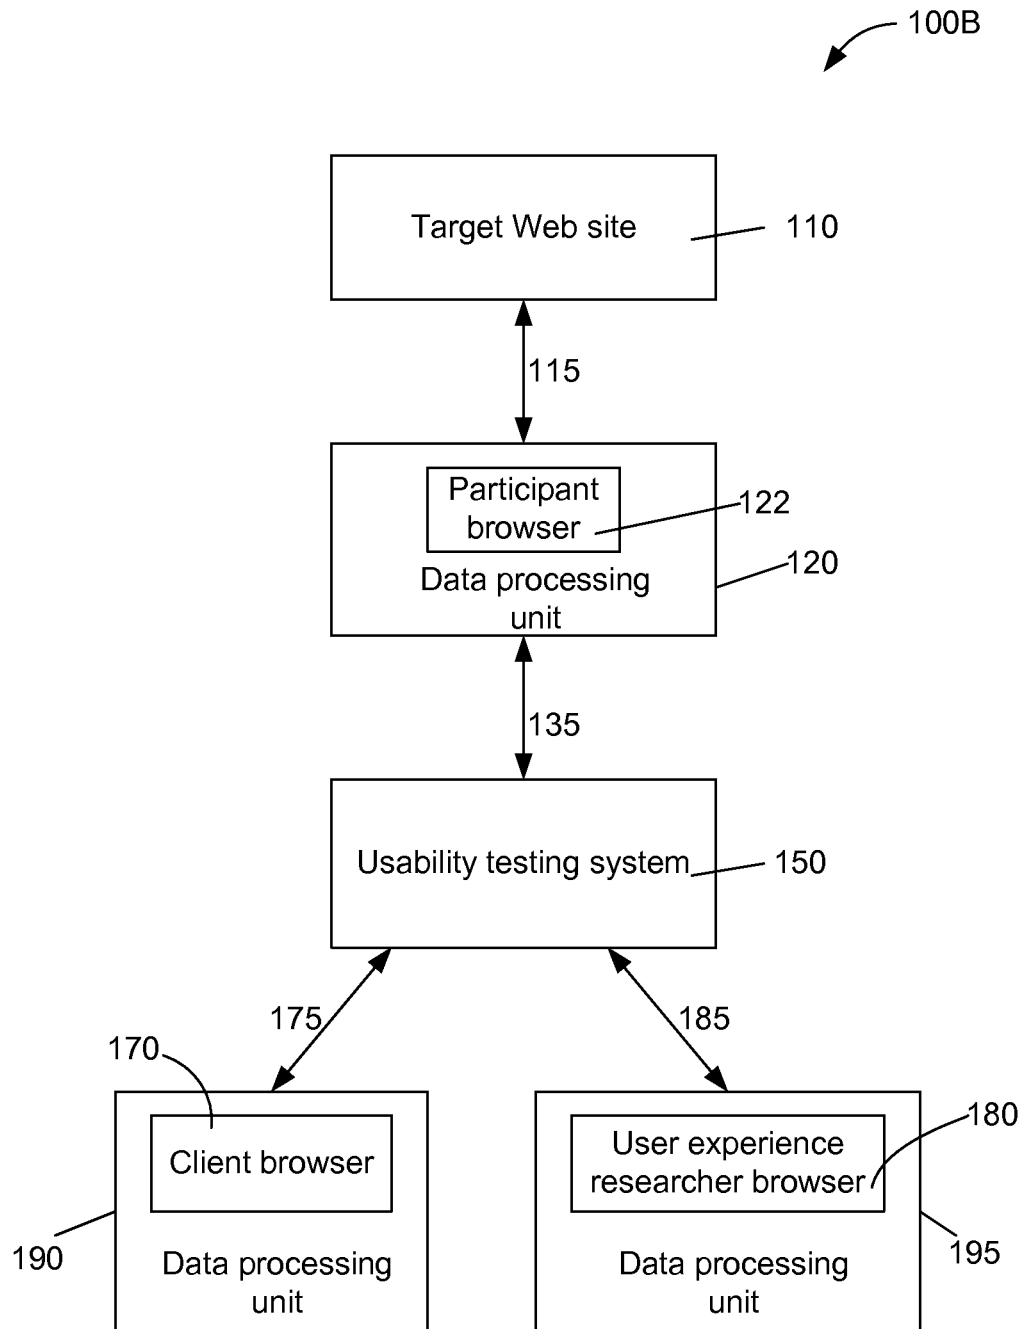 100B
Target Web site
110
115
Participant
browser
122
Data processing
unit
120
135
Usability testing system
150
175
185
170
Client browser
User experience
researcher browser
180
190
Data processing
unit
Data processing
unit
195